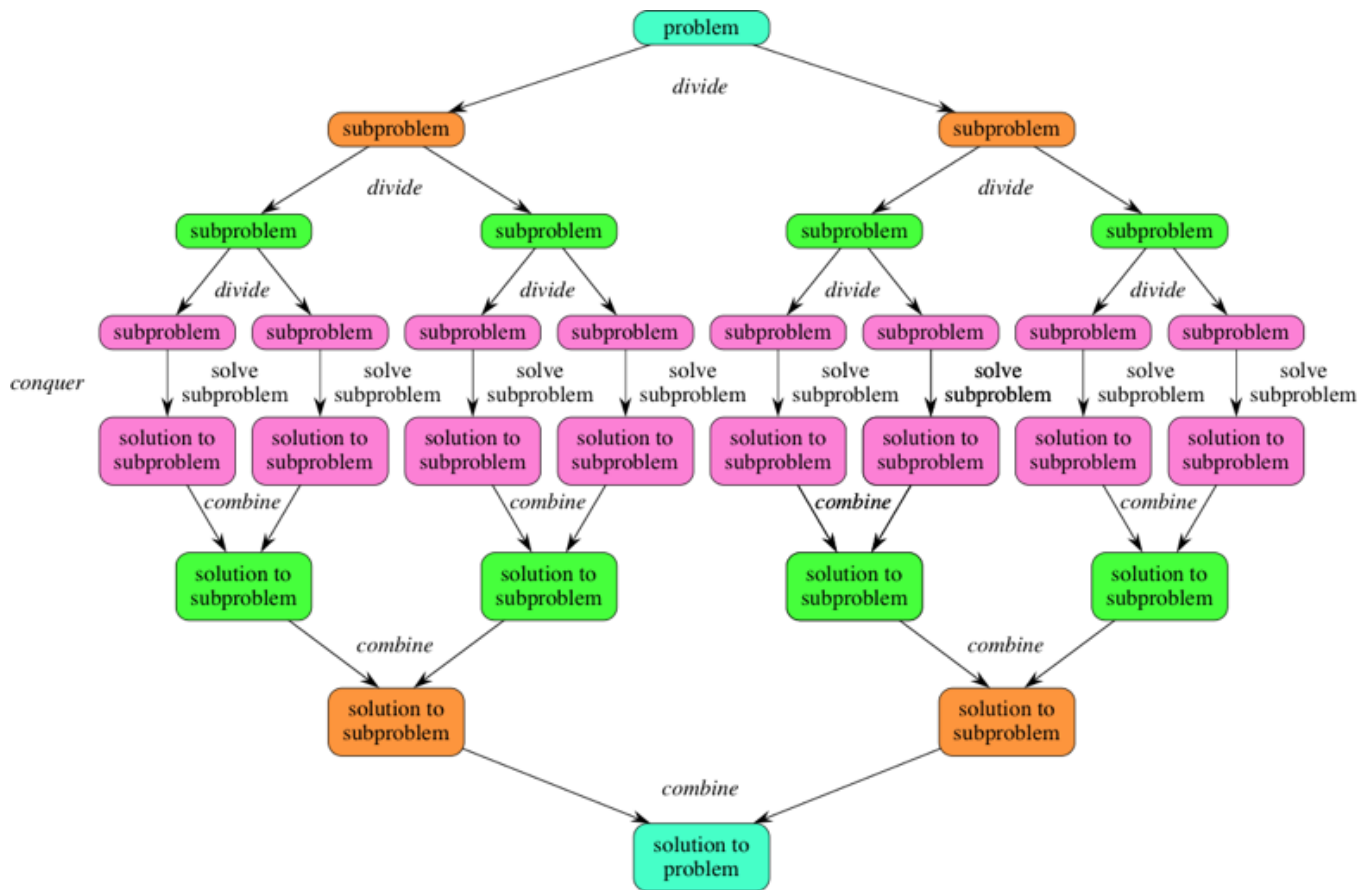 problem
divide
subproblem
subproblem
divide
divide
subproblem
subproblem
subproblem
subproblem
divide
divide
divide
divide
subproblem
subproblem
subproblem
subproblem
subproblem
subproblem
subproblem
subproblem
conquer
solve
subproblem
solve
subproblem
solve
subproblem
solve
subproblem
solve
subproblem
solve
subproblem
solve
subproblem
solve
subproblem
solution to
subproblem
solution to
subproblem
solution to
subproblem
solution to
subproblem
solution to
subproblem
solution to
subproblem
solution to
subproblem
solution to
subproblem
combine
combine
combine
combine
solution to
subproblem
solution to
subproblem
solution to
subproblem
solution to
subproblem
combine
combine
solution to
subproblem
solution to
subproblem
combine
solution to
problem